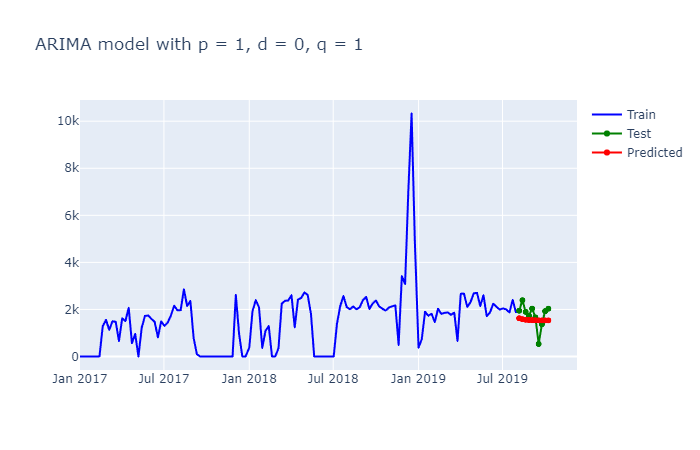 ARIMA model with p = 1, d = 0, q = 1
10k
8k
6k
4k
2k
0
Jan 2017
Jul 2017
Jan 2018
Jul 2018
Jan 2019
Jul 2019
Train
Test
Predicted